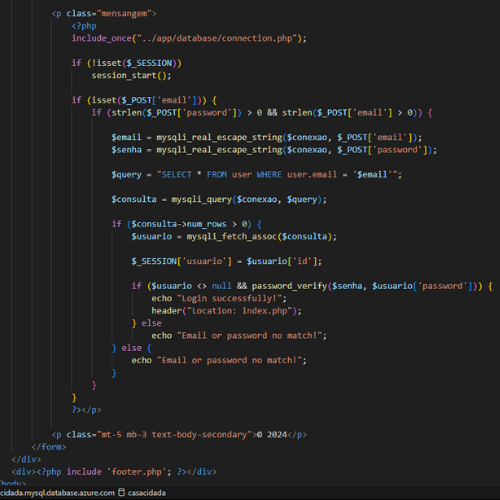 <p class="mensangem">
<?php
include_once("../app/database/connection.php");
if (!isset($_SESSION))
session_start();
if (isset($_POST['email'])) {
if (strlen($_POST['password']) > 0 && strlen($_POST['email'] > 0)) {
$email = mysqli_real_escape_string($conexao, $_POST['email']);
$senha = mysqli_real_escape_string($conexao, $_POST['password']);
$query = "SELECT * FROM user WHERE user.email = '$email'";
$consulta = mysqli_query($conexao, $query);
if ($consulta->num_rows > 0) {
$usuario = mysqli_fetch_assoc($consulta);
$_SESSION['usuario'] = $usuario['id'];
if ($usuario <> null && password_verify($senha, $usuario['password'])) {
echo "Login successfully!";
header("Location: index.php");
} else
echo "Email or password no match!";
} else {
echo "Email or password no match!";
}
}
}
?></p>
<p class="mt-5 mb-3 text-body-secondary">© 2024</p>
</form>
</div>
<div><?php include 'footer.php'; ?></div>
/body>
cidada.mysql.database.azure.com casacidada